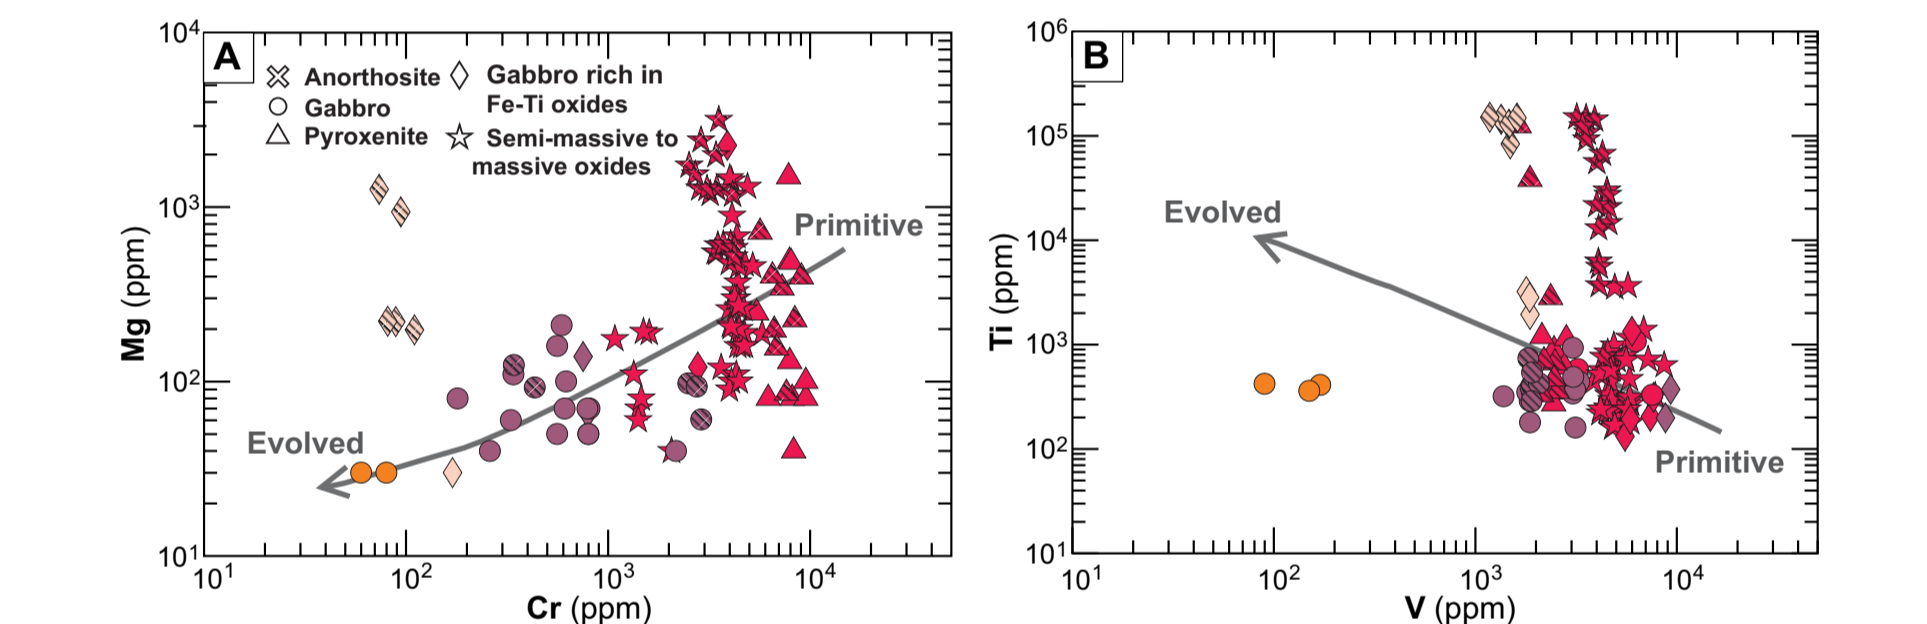 A
Anorthosite
Gabbro
Pyroxenite
Gabbro rich in
Fe-Ti oxides
Semi-massive to
massive oxides
Primitive
Evolved
10⁴
10³
10²
10¹
Mg (ppm)
10¹ 10² 10³ 10⁴
Cr (ppm)
B
Evolved
Primitive
10⁶
10⁵
10⁴
10³
10²
10¹
Ti (ppm)
10¹ 10² 10³ 10⁴
V (ppm)